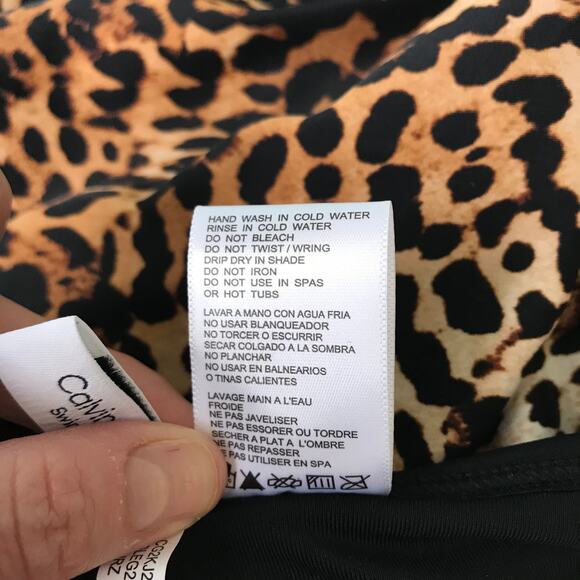 HAND WASH IN COLD WATER
RINSE IN COLD WATER
DO NOT BLEACH
DO NOT TWIST / WRING
DRIP DRY IN SHADE
DO NOT IRON
DO NOT USE IN SPAS
OR HOT TUBS
LAVAR A MANO CON AGUA FRIA
NO USAR BLANQUEADOR
NO TORCER O ESCURRIR
SECAR COLGADO A LA SOMBRA
NO PLANCHAR
NO USAR EN BALNEARIOS
O TINAS CALIENTES
LAVAGE MAIN A L'EAU
FROIDE
NE PAS JAVELISER
NE PAS ESSORER OU TORDRE
SECHER A PLAT A L'OMBRE
NE PAS REPASSER
NE PAS UTILISER EN SPA
Calvin